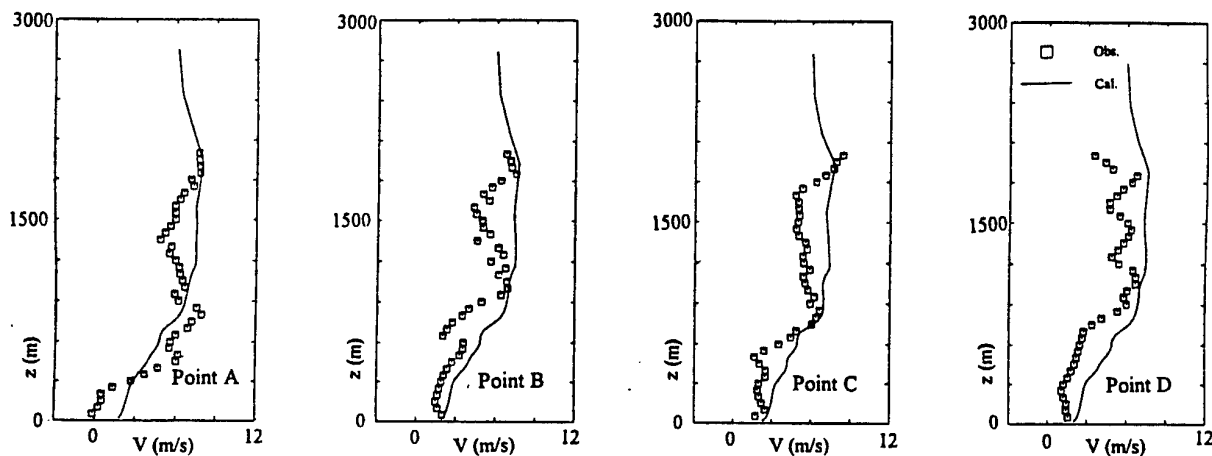 3000
1500
0
z (m)
Point A
0
12
V (m/s)
3000
1500
0
z (m)
Point B
0
12
V (m/s)
3000
1500
0
z (m)
Point C
0
12
V (m/s)
3000
1500
0
z (m)
Obs.
Cal.
Point D
0
12
V (m/s)